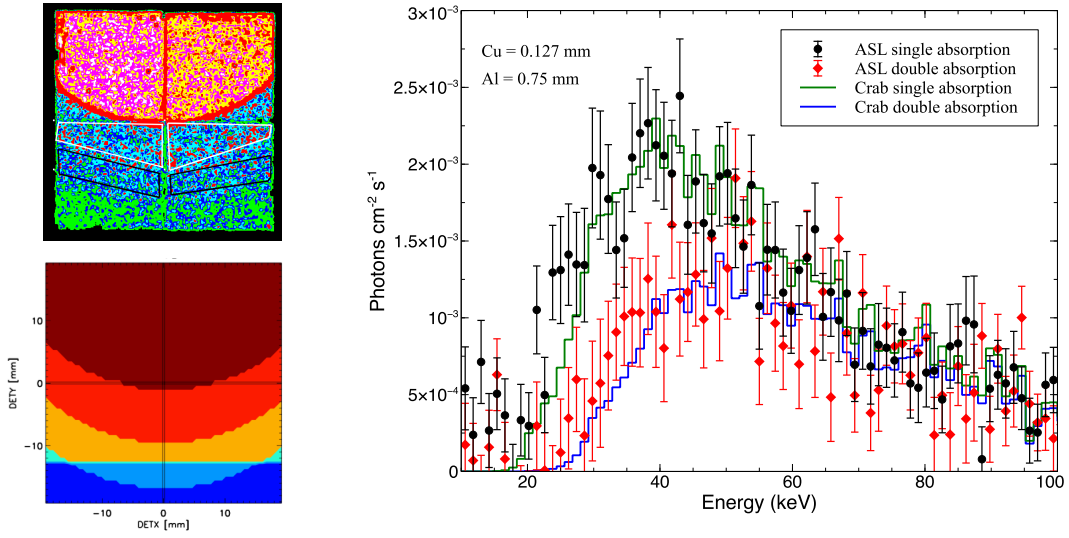 3×10⁻³
2.5×10⁻³
2×10⁻³
1.5×10⁻³
1×10⁻³
5×10⁻⁴
0
Photons cm⁻² s⁻¹
Cu = 0.127 mm
Al = 0.75 mm
ASL single absorption
ASL double absorption
Crab single absorption
Crab double absorption
20 40 60 80 100
Energy (keV)
10
0
−10
DETY [mm]
−10 0 10
DETX [mm]